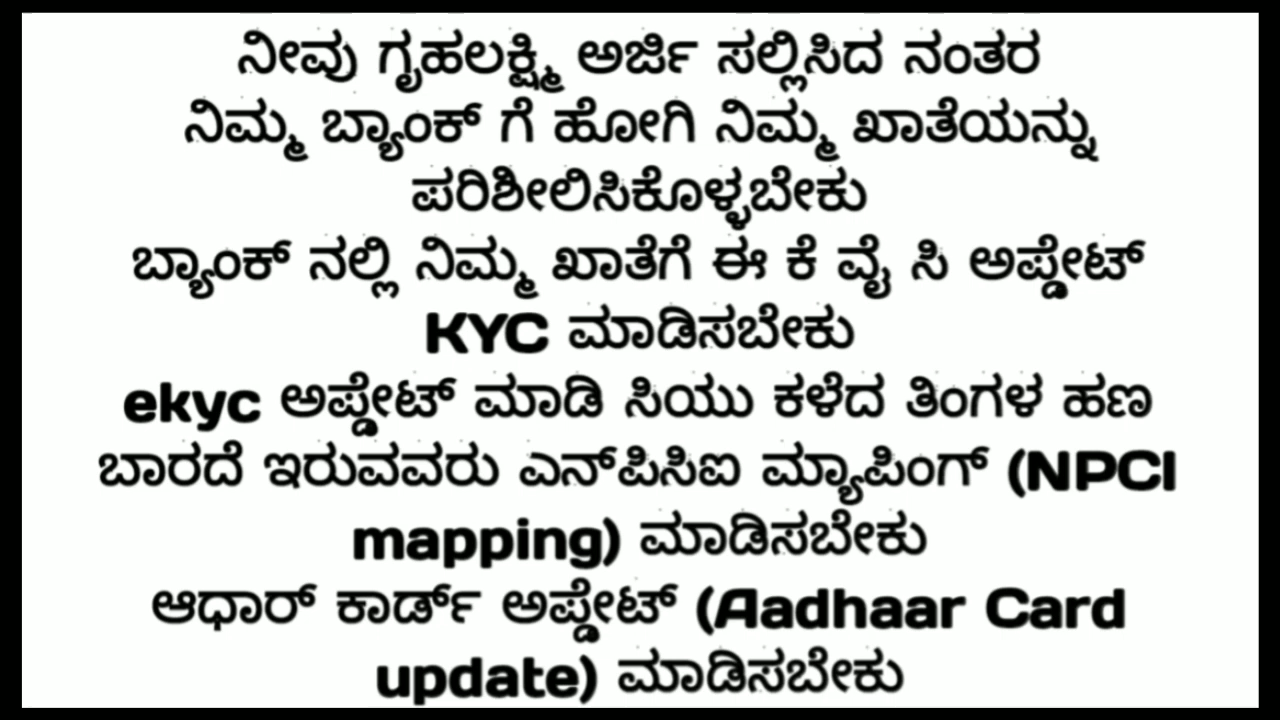 ನೀವು ಗೃಹಲಕ್ಷ್ಮಿ ಅರ್ಜಿ ಸಲ್ಲಿಸಿದ ನಂತರ
ನಿಮ್ಮ ಬ್ಯಾಂಕ್ ಗೆ ಹೋಗಿ ನಿಮ್ಮ ಖಾತೆಯನ್ನು
ಪರಿಶೀಲಿಸಿಕೊಳ್ಳಬೇಕು
ಬ್ಯಾಂಕ್ ನಲ್ಲಿ ನಿಮ್ಮ ಖಾತೆಗೆ ಈ ಕೆ ವೈ ಸಿ ಅಪ್ಡೇಟ್
KYC ಮಾಡಿಸಬೇಕು
ekyc ಅಪ್ಡೇಟ್ ಮಾಡಿ ಸಿಯು ಕಳೆದ ತಿಂಗಳ ಹಣ
ಬಾರದೆ ಇರುವವರು ಎನ್‌ಪಿಸಿಐ ಮ್ಯಾಪಿಂಗ್ (NPCI
mapping) ಮಾಡಿಸಬೇಕು
ಆಧಾರ್ ಕಾರ್ಡ್ ಅಪ್ಡೇಟ್ (Aadhaar Card
update) ಮಾಡಿಸಬೇಕು